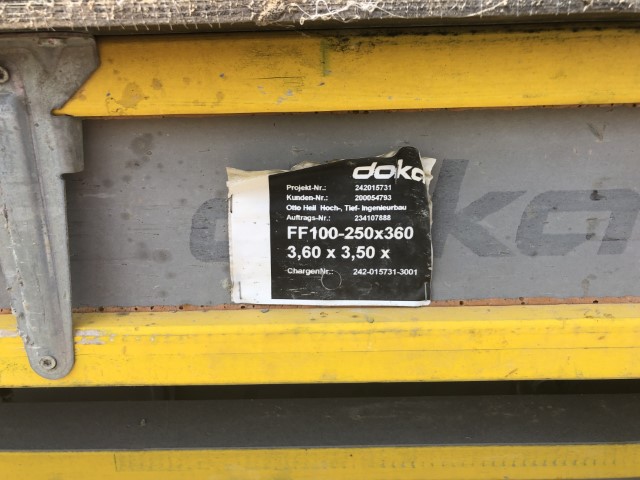 doka
Projekt-Nr.: 242015731
Kunden-Nr.: 200054793
Otto Heil Hoch-, Tief- Ingenieurbau
Auftrags-Nr.: 234107888
FF100-250x360
3,60 x 3,50 x
ChargenNr.: 242-015731-3001
doka